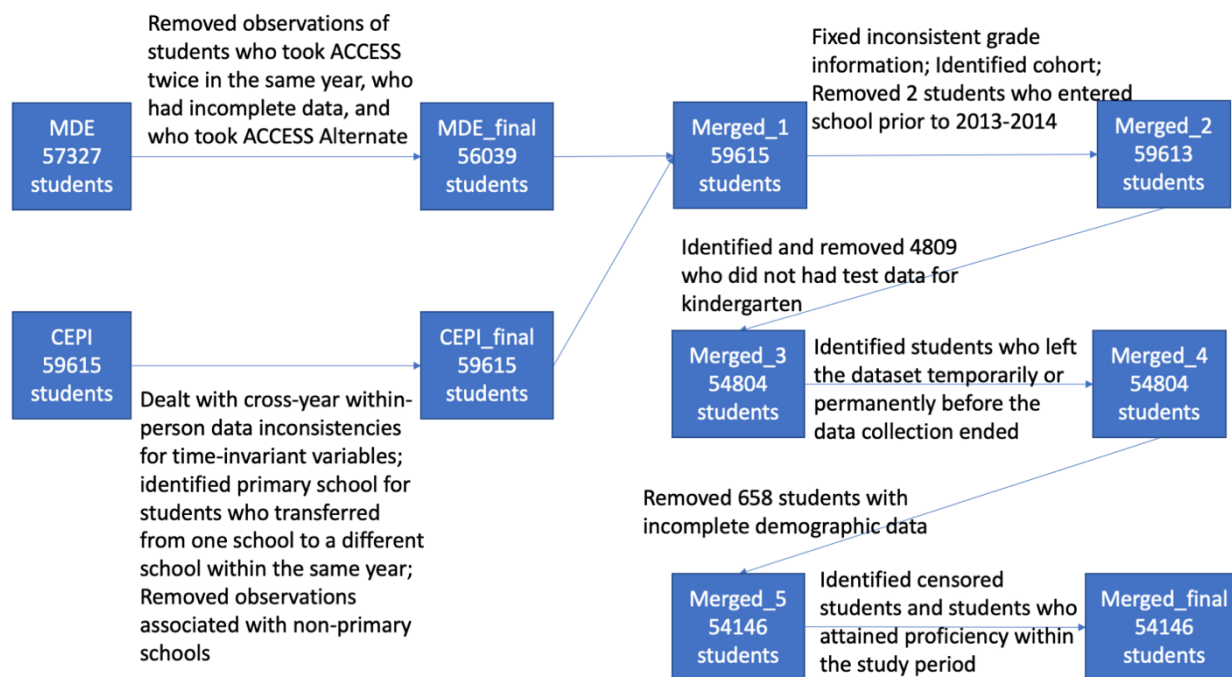 Removed observations of
students who took ACCESS
twice in the same year, who
had incomplete data, and
who took ACCESS Alternate
MDE
57327
students
MDE_final
56039
students
Fixed inconsistent grade
information; Identified cohort;
Removed 2 students who entered
school prior to 2013-2014
Merged_1
59615
students
Merged_2
59613
students
CEPI
59615
students
CEPI_final
59615
students
Dealt with cross-year within-
person data inconsistencies
for time-invariant variables;
identified primary school for
students who transferred
from one school to a different
school within the same year;
Removed observations
associated with non-primary
schools
Identified and removed 4809
who did not had test data for
kindergarten
Merged_3
54804
students
Identified students who left
the dataset temporarily or
permanently before the
data collection ended
Merged_4
54804
students
Removed 658 students with
incomplete demographic data
Merged_5
54146
students
Identified censored
students and students who
attained proficiency within
the study period
Merged_final
54146
students